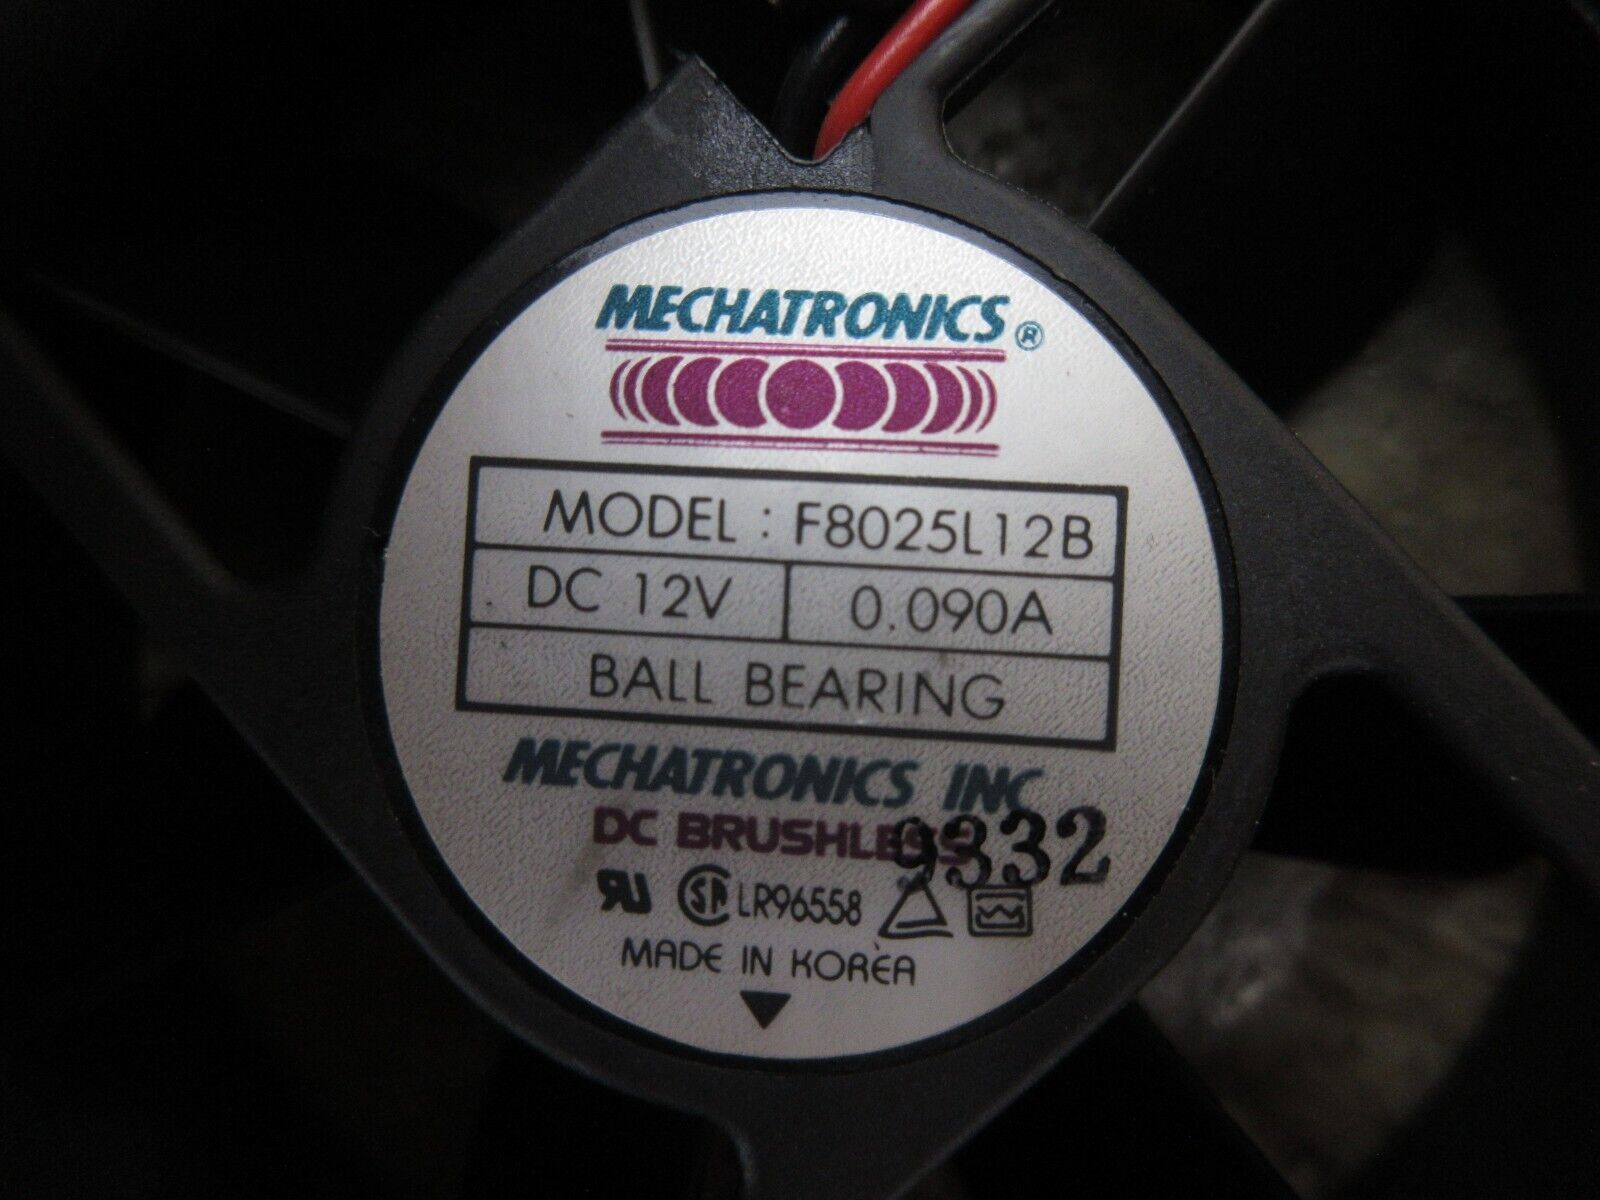 MECHATRONICS ®
MODEL : F8025L12B
DC 12V 0.090A
BALL BEARING
MECHATRONICS INC
DC BRUSHLESS
9332
LR96558
MADE IN KOREA